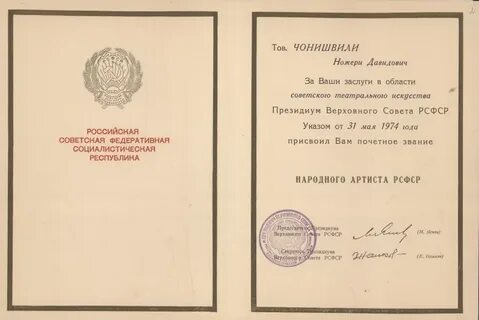 РОССИЙСКАЯ
СОВЕТСКАЯ ФЕДЕРАТИВНАЯ
СОЦИАЛИСТИЧЕСКАЯ
РЕСПУБЛИКА
Тов. ЧОНИШВИЛИ
Ножери Давидович
За Ваши заслуги в области
советского театрального искусства
Президиум Верховного Совета РСФСР
Указом от 31 мая 1974 года
присвоил Вам почетное звание
НАРОДНОГО АРТИСТА РСФСР
Председатель Президиума
Верховного Совета РСФСР
Секретарь Президиума
Верховного Совета РСФСР